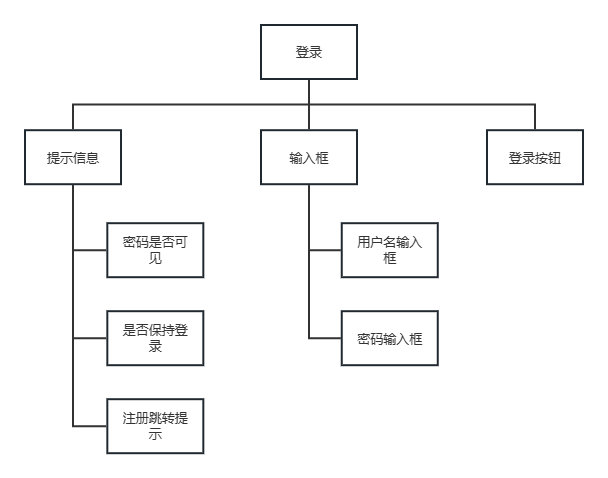 登录
提示信息
输入框
登录按钮
密码是否可
见
用户名输入
框
是否保持登
录
密码输入框
注册跳转提
示